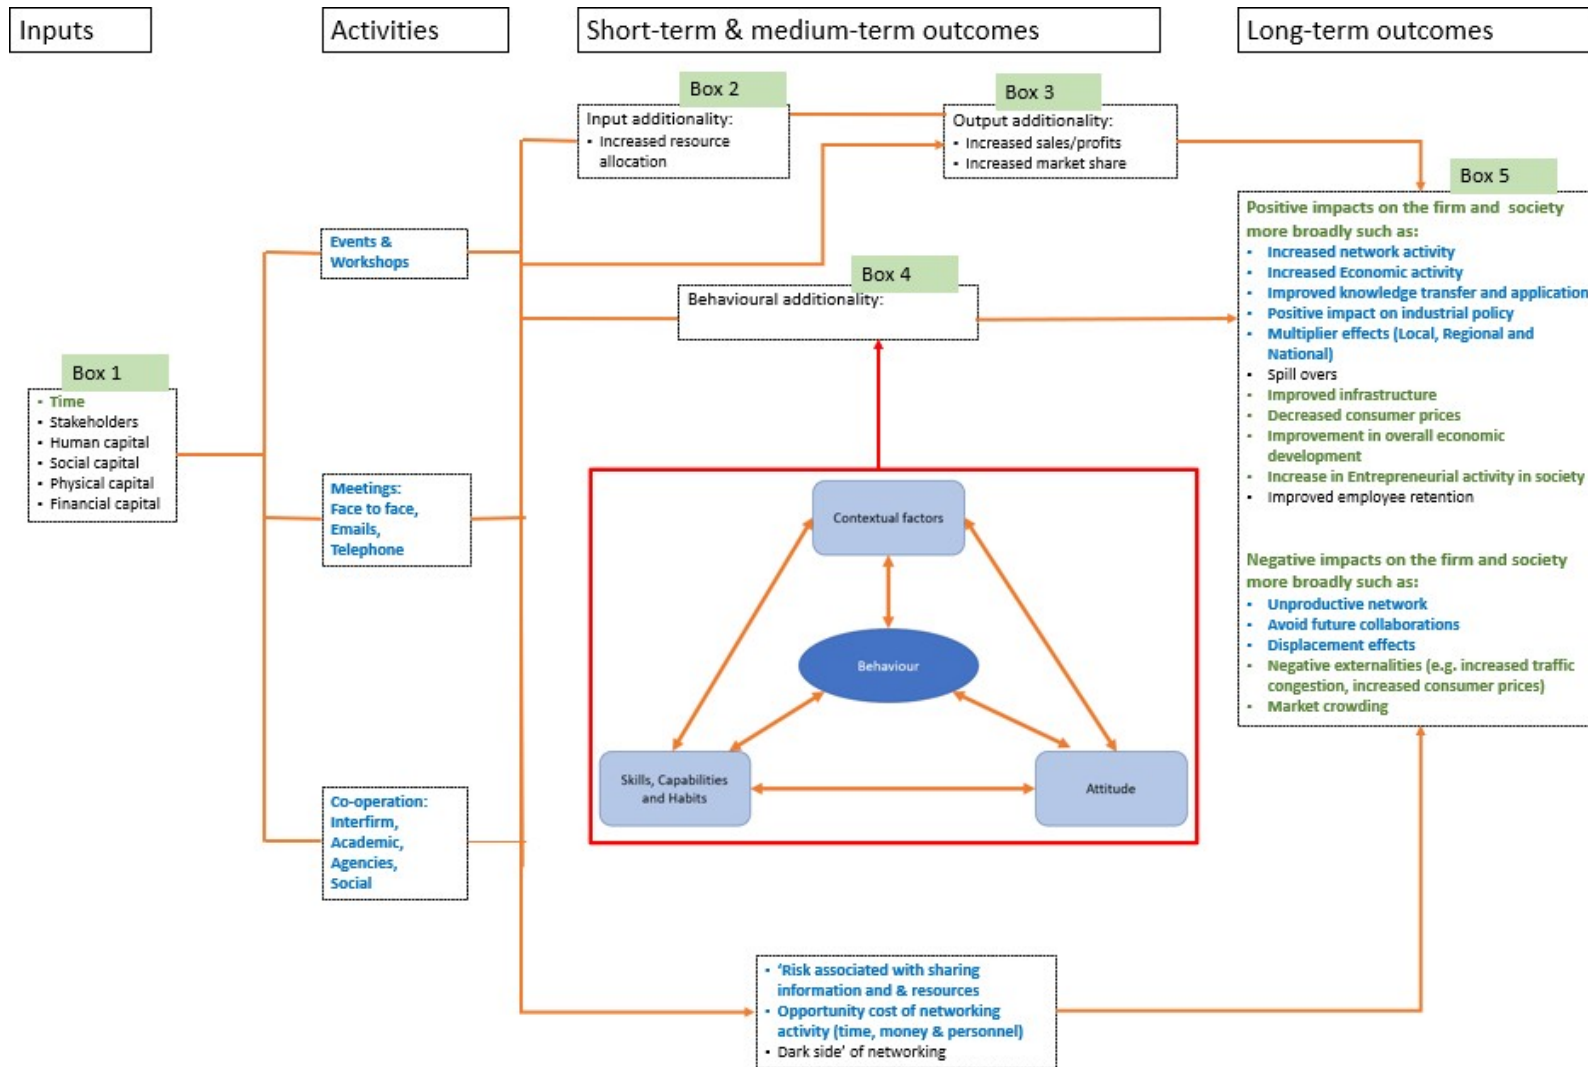 Inputs
Activities
Short-term & medium-term outcomes
Long-term outcomes
Box 1
• Time
• Stakeholders
• Human capital
• Social capital
• Physical capital
• Financial capital
Events &
Workshops
Meetings:
Face to face,
Emails,
Telephone
Co-operation:
Interfirm,
Academic,
Agencies,
Social
Box 2
Input additionality:
• Increased resource
allocation
Box 3
Output additionality:
• Increased sales/profits
• Increased market share
Box 4
Behavioural additionality:
Contextual factors
Behaviour
Skills, Capabilities
and Habits
Attitude
• ‘Risk associated with sharing
information and & resources
• Opportunity cost of networking
activity (time, money & personnel)
• Dark side’ of networking
Box 5
Positive impacts on the firm and society
more broadly such as:
• Increased network activity
• Increased Economic activity
• Improved knowledge transfer and application
• Positive impact on industrial policy
• Multiplier effects (Local, Regional and
National)
• Spill overs
• Improved infrastructure
• Decreased consumer prices
• Improvement in overall economic
development
• Increase in Entrepreneurial activity in society
• Improved employee retention
Negative impacts on the firm and society
more broadly such as:
• Unproductive network
• Avoid future collaborations
• Displacement effects
• Negative externalities (e.g. increased traffic
congestion, increased consumer prices)
• Market crowding